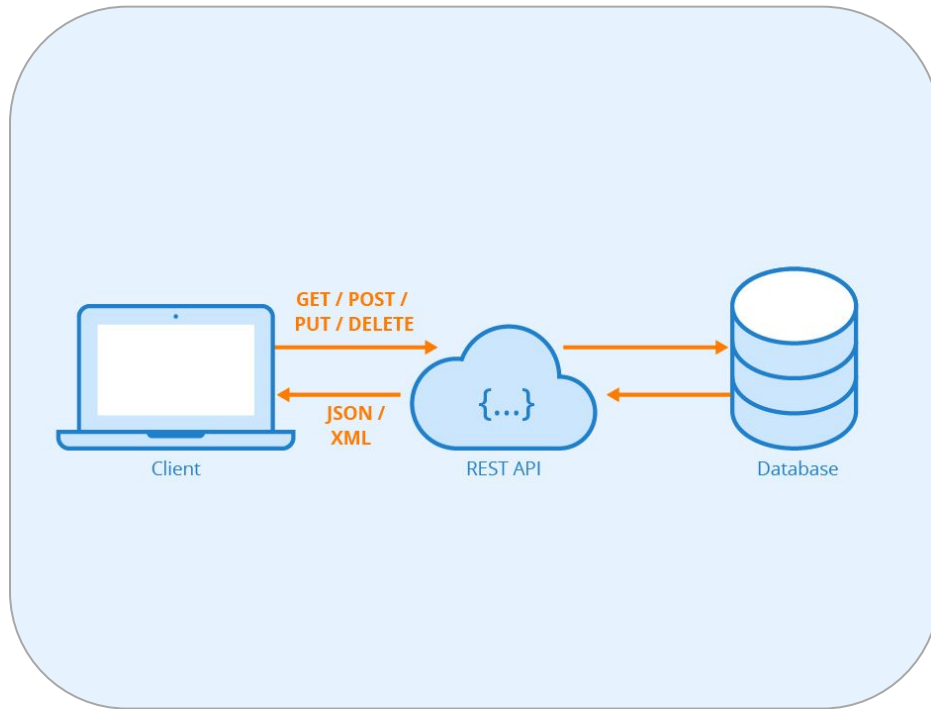 GET / POST /
PUT / DELETE
{...}
JSON /
XML
Client
REST API
Database